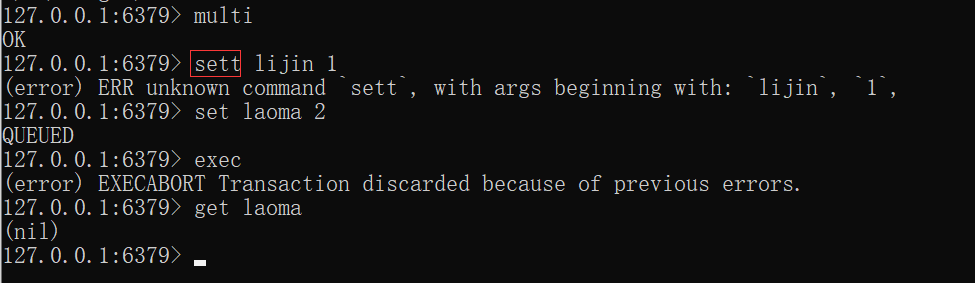 127.0.0.1:6379> multi
OK
127.0.0.1:6379> sett lijin 1
(error) ERR unknown command `sett`, with args beginning with: `lijin`, `1`,
127.0.0.1:6379> set laoma 2
QUEUED
127.0.0.1:6379> exec
(error) EXECABORT Transaction discarded because of previous errors.
127.0.0.1:6379> get laoma
(nil)
127.0.0.1:6379>